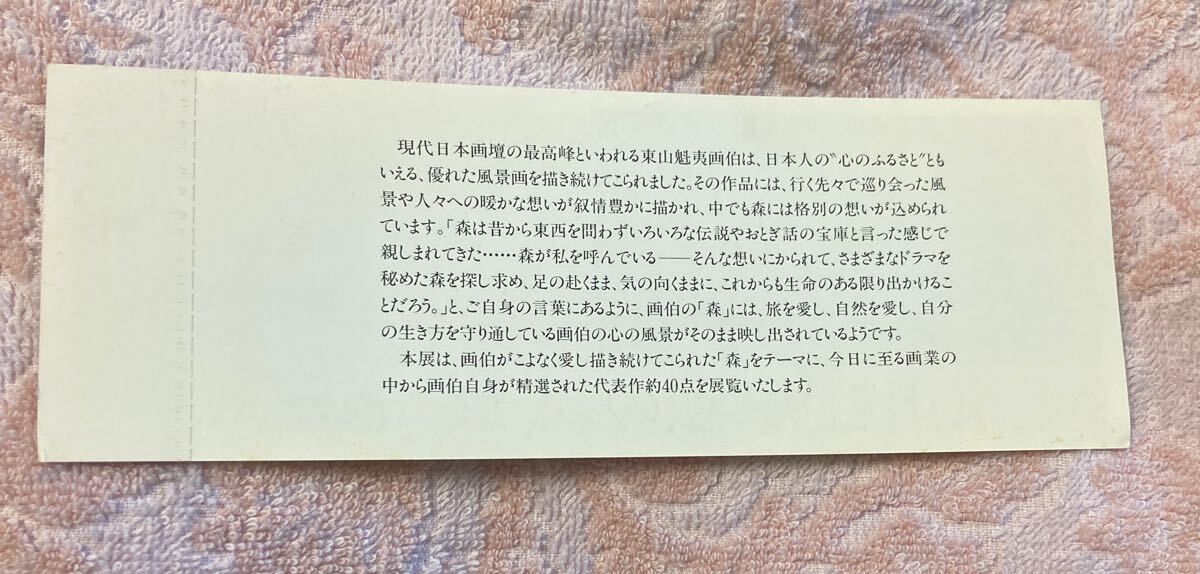 現代日本画壇の最高峰といわれる東山魁夷画伯は、日本人の〝心のふるさと〟とも
いえる、優れた風景画を描き続けてこられました。その作品には、行く先々で巡り会った風
景や人々への暖かな想いが叙情豊かに描かれ、中でも森には格別の想いが込められ
ています。「森は昔から東西を問わずいろいろな伝説やおとぎ話の宝庫と言った感じで
親しまれてきた……森が私を呼んでいる――そんな想いにかられて、さまざまなドラマを
秘めた森を探し求め、足の赴くまま、気の向くままに、これからも生命のある限り出かけるこ
とだろう。」と、ご自身の言葉にあるように、画伯の「森」には、旅を愛し、自然を愛し、自分
の生き方を守り通している画伯の心の風景がそのまま映し出されているようです。
本展は、画伯がこよなく愛し描き続けてこられた「森」をテーマに、今日に至る画業の
中から画伯自身が精選された代表作約40点を展覧いたします。